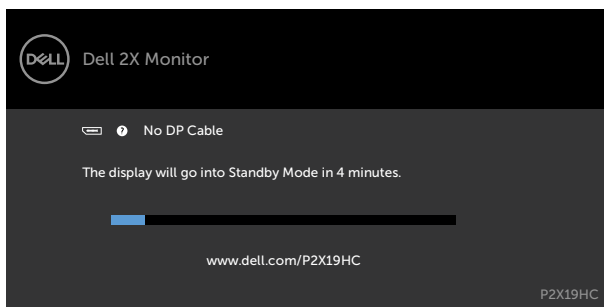 DELL
Dell 2X Monitor
? No DP Cable
The display will go into Standby Mode in 4 minutes.
www.dell.com/P2X19HC
P2X19HC